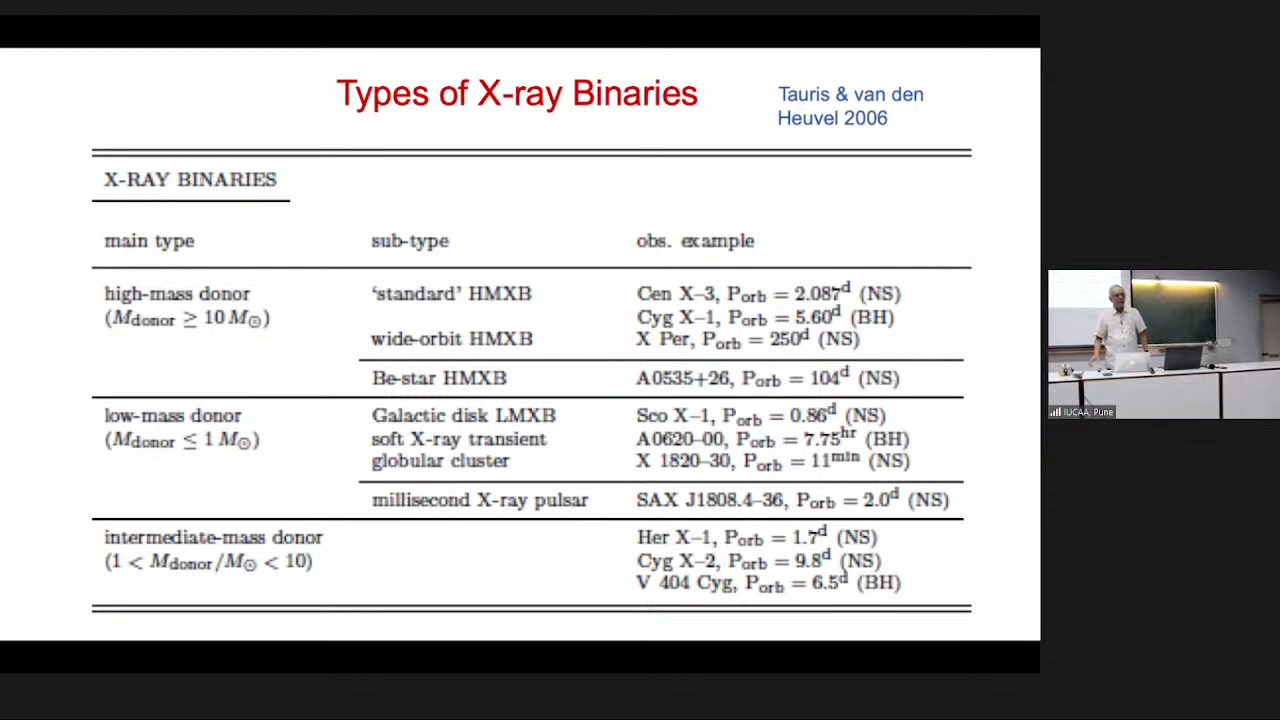 Types of X-ray Binaries
Tauris & van den
Heuvel 2006
X-RAY BINARIES
main type sub-type obs. example
high-mass donor 'standard' HMXB Cen X–3, Porb = 2.087d (NS)
(Mdonor ≥ 10 M⊙) Cyg X–1, Porb = 5.60d (BH)
wide-orbit HMXB X Per, Porb = 250d (NS)
Be-star HMXB A0535+26, Porb = 104d (NS)
low-mass donor Galactic disk LMXB Sco X–1, Porb = 0.86d (NS)
(Mdonor ≤ 1 M⊙) soft X-ray transient A0620–00, Porb = 7.75hr (BH)
globular cluster X 1820–30, Porb = 11min (NS)
millisecond X-ray pulsar SAX J1808.4–36, Porb = 2.0d (NS)
intermediate-mass donor Her X–1, Porb = 1.7d (NS)
(1 < Mdonor/M⊙ < 10) Cyg X–2, Porb = 9.8d (NS)
V 404 Cyg, Porb = 6.5d (BH)
IUCAA, Pune